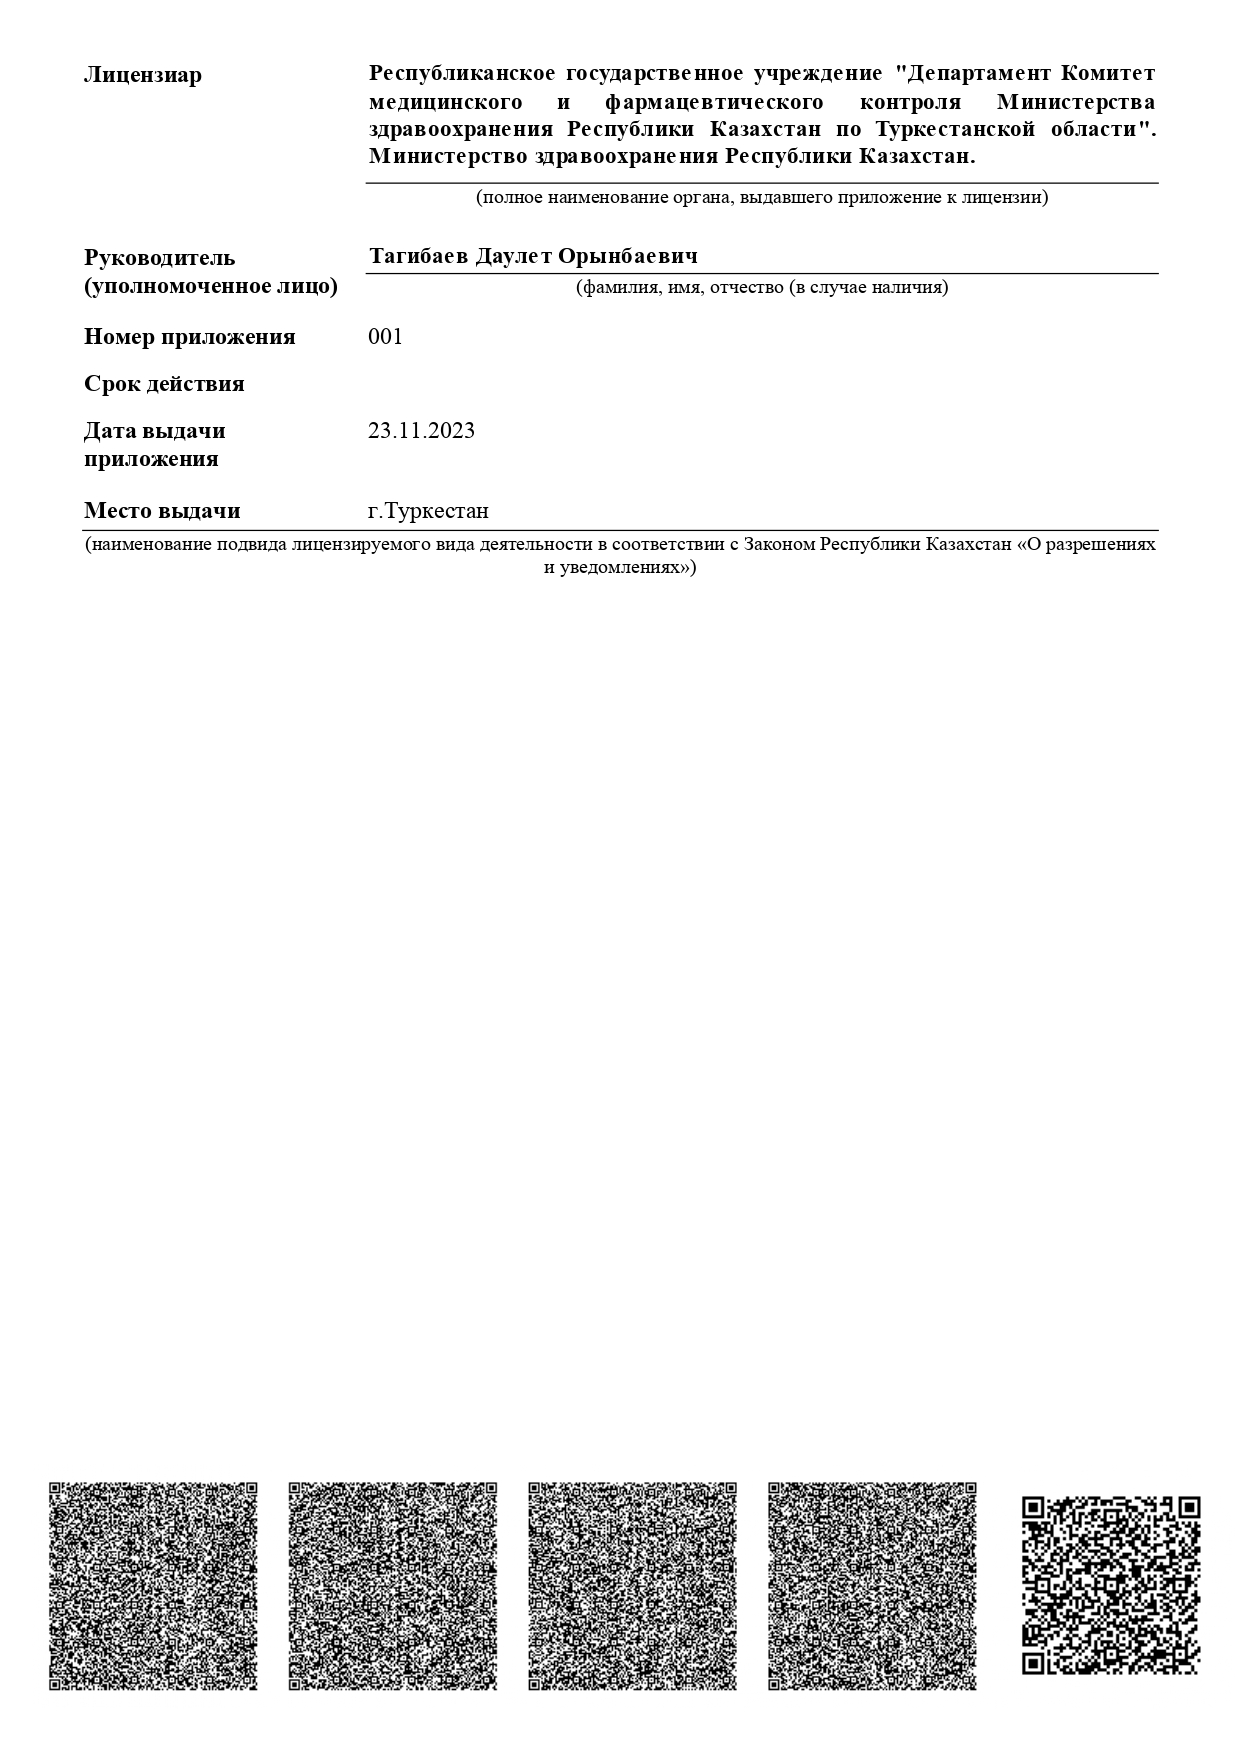 Лицензиар
Республиканское государственное учреждение "Департамент Комитет
медицинского и фармацевтического контроля Министерства
здравоохранения Республики Казахстан по Туркестанской области".
Министерство здравоохранения Республики Казахстан.
(полное наименование органа, выдавшего приложение к лицензии)
Руководитель
(уполномоченное лицо)
Тагибаев Даулет Орынбаевич
(фамилия, имя, отчество (в случае наличия)
Номер приложения 001
Срок действия
Дата выдачи
приложения
23.11.2023
Место выдачи г.Туркестан
(наименование подвида лицензируемого вида деятельности в соответствии с Законом Республики Казахстан «О разрешениях
и уведомлениях»)